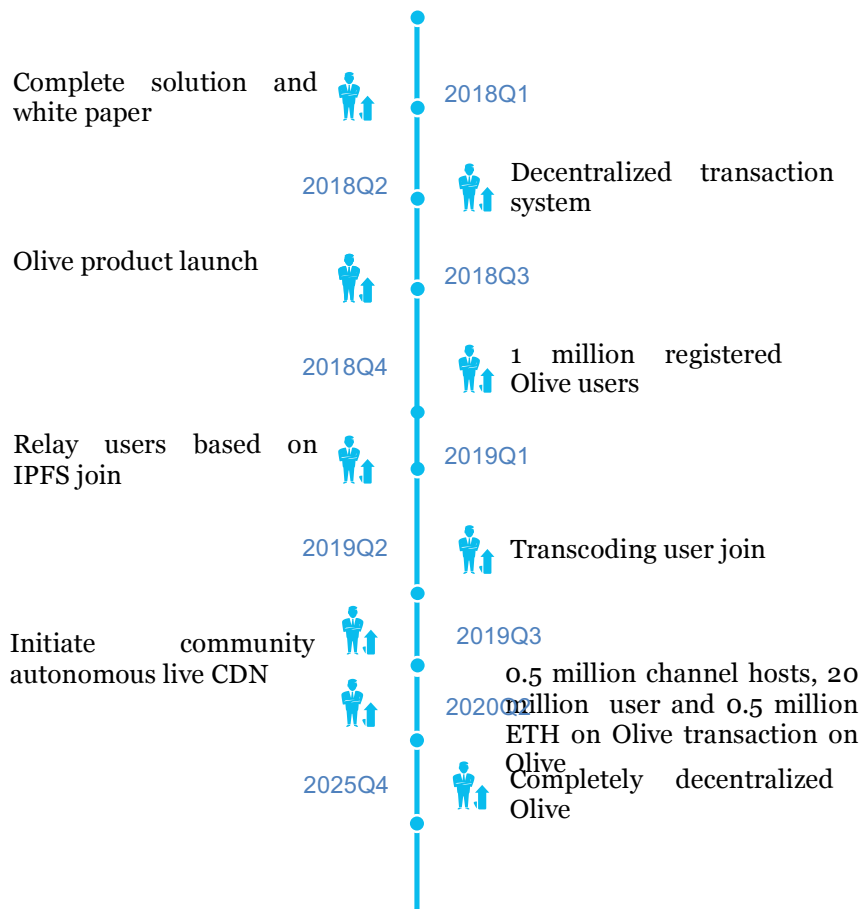 Complete solution and
white paper
2018Q1
2018Q2
Decentralized transaction
system
Olive product launch
2018Q3
2018Q4
1 million registered
Olive users
Relay users based on
IPFS join
2019Q1
2019Q2
Transcoding user join
Initiate community
autonomous live CDN
2019Q3
2020Q2
0.5 million channel hosts, 20
million user and 0.5 million
ETH on Olive transaction on
Olive
2025Q4
Completely decentralized
Olive